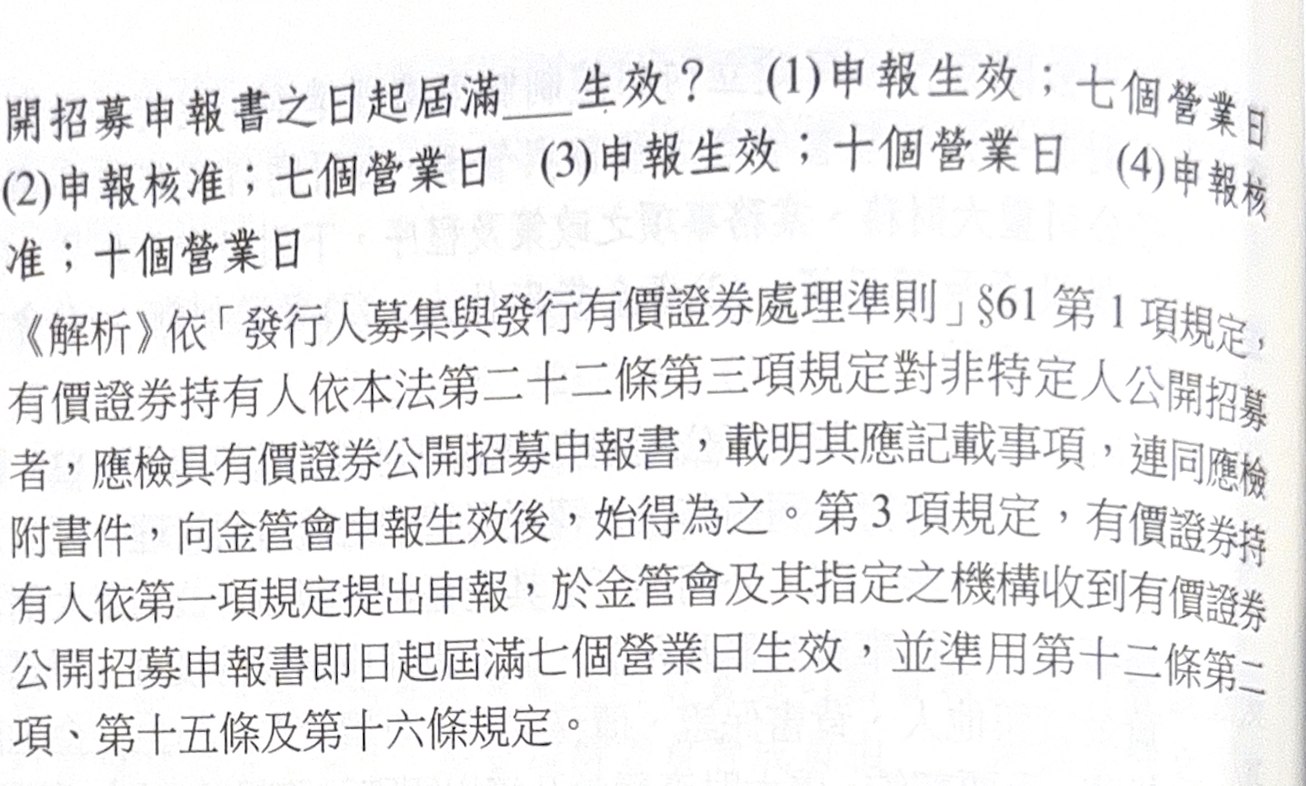 開招募申報書之日起屆滿___生效？ (1)申報生效；七個營業日
(2)申報核准；七個營業日 (3)申報生效；十個營業日 (4)申報核
准；十個營業日
《解析》依「發行人募集與發行有價證券處理準則」§61 第 1 項規定，
有價證券持有人依本法第二十二條第三項規定對非特定人公開招募
者，應檢具有價證券公開招募申報書，載明其應記載事項，連同應檢
附書件，向金管會申報生效後，始得為之。第 3 項規定，有價證券持
有人依第一項規定提出申報，於金管會及其指定之機構收到有價證券
公開招募申報書即日起屆滿七個營業日生效，並準用第十二條第二
項、第十五條及第十六條規定。